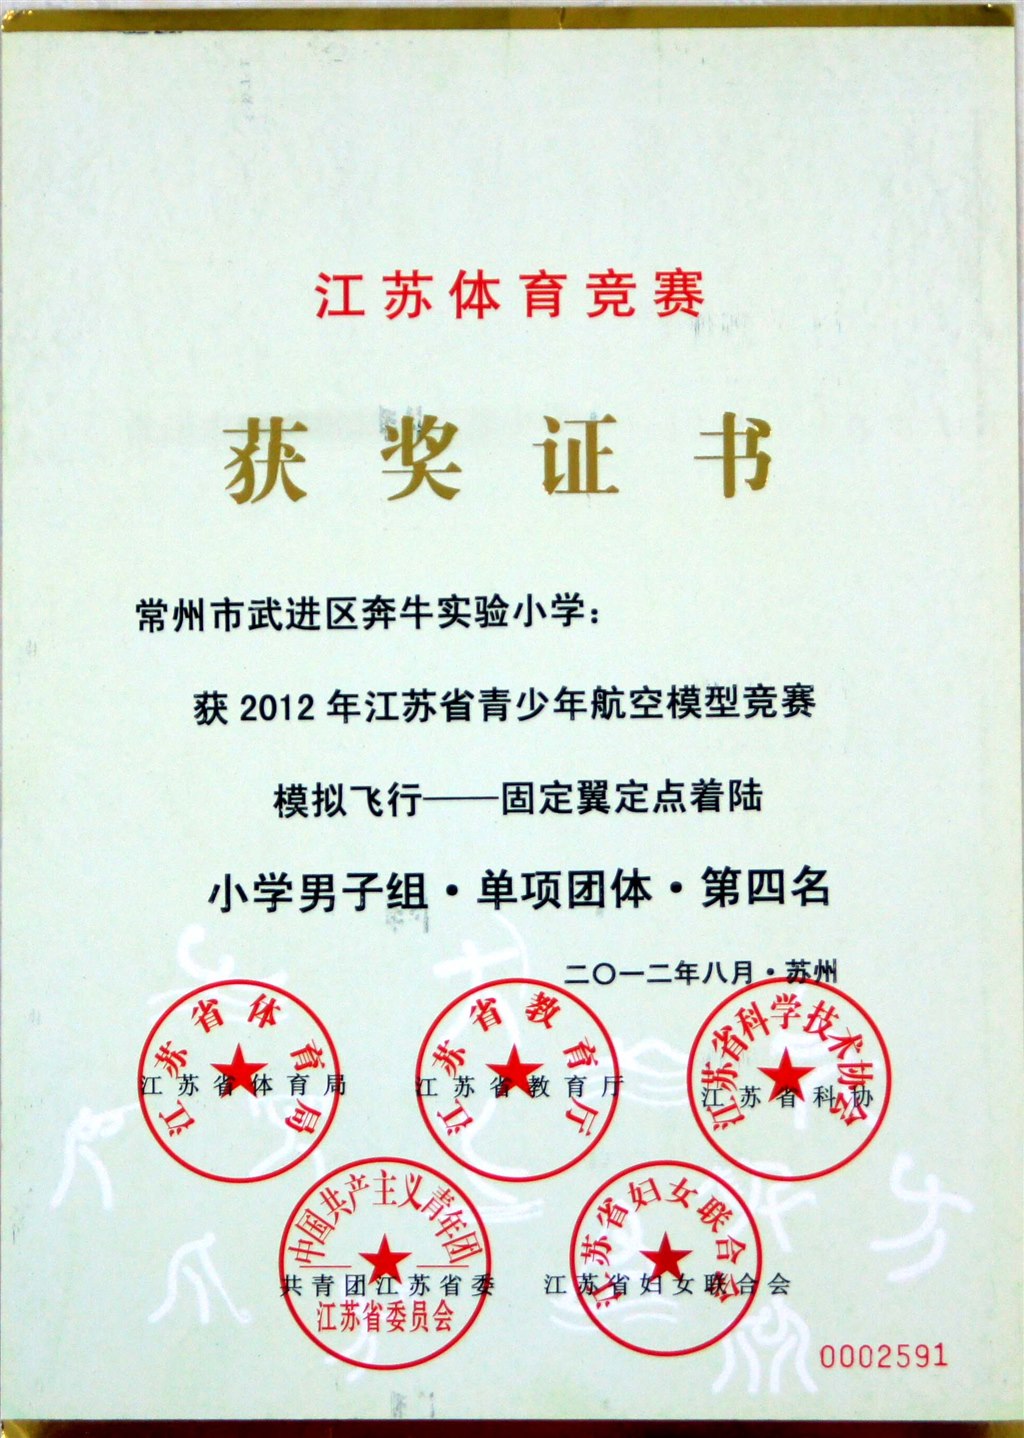 江苏体育竞赛
获奖证书
常州市武进区奔牛实验小学：
获2012年江苏省青少年航空模型竞赛
模拟飞行——固定翼定点着陆
小学男子组·单项团体·第四名
二〇一二年八月·苏州
江苏省体育局
江苏省教育厅
江苏省科学技术协会
江苏省体育局 江苏省教育厅 江苏省科协
中国共产主义青年团
江苏省妇女联合会
共青团江苏省委 江苏省妇女联合会
江苏省委员会
0002591